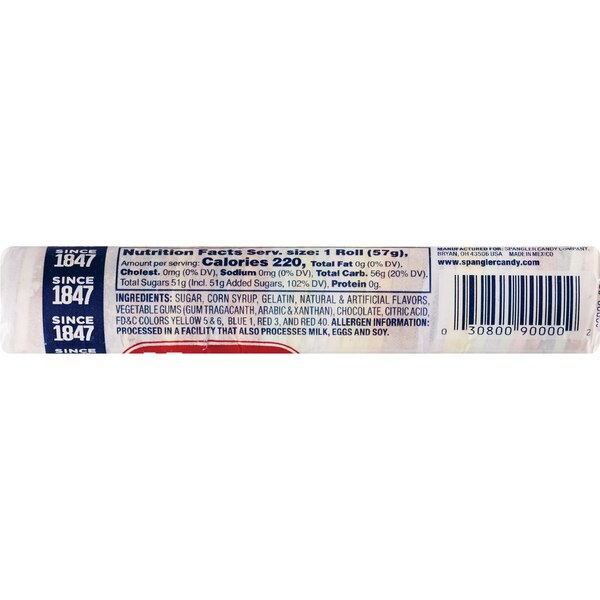 SINCE
1847
SINCE
1847
SINCE
1847
SINCE
Nutrition Facts Serv. size: 1 Roll (57g),
Amount per serving: Calories 220, Total Fat 0g (0% DV),
Cholest. 0mg (0% DV), Sodium 0mg (0% DV), Total Carb. 56g (20% DV),
Total Sugars 51g (Incl. 51g Added Sugars, 102% DV), Protein 0g.
INGREDIENTS: SUGAR, CORN SYRUP, GELATIN, NATURAL & ARTIFICIAL FLAVORS,
VEGETABLE GUMS (GUM TRAGACANTH, ARABIC & XANTHAN), CHOCOLATE, CITRIC ACID,
FD&C COLORS YELLOW 5 & 6, BLUE 1, RED 3, AND RED 40. ALLERGEN INFORMATION:
PROCESSED IN A FACILITY THAT ALSO PROCESSES MILK, EGGS AND SOY.
MANUFACTURED FOR: SPANGLER CANDY COMPANY,
BRYAN, OH 43506 USA MADE IN MEXICO
www.spanglercandy.com
0 30800 90000 2